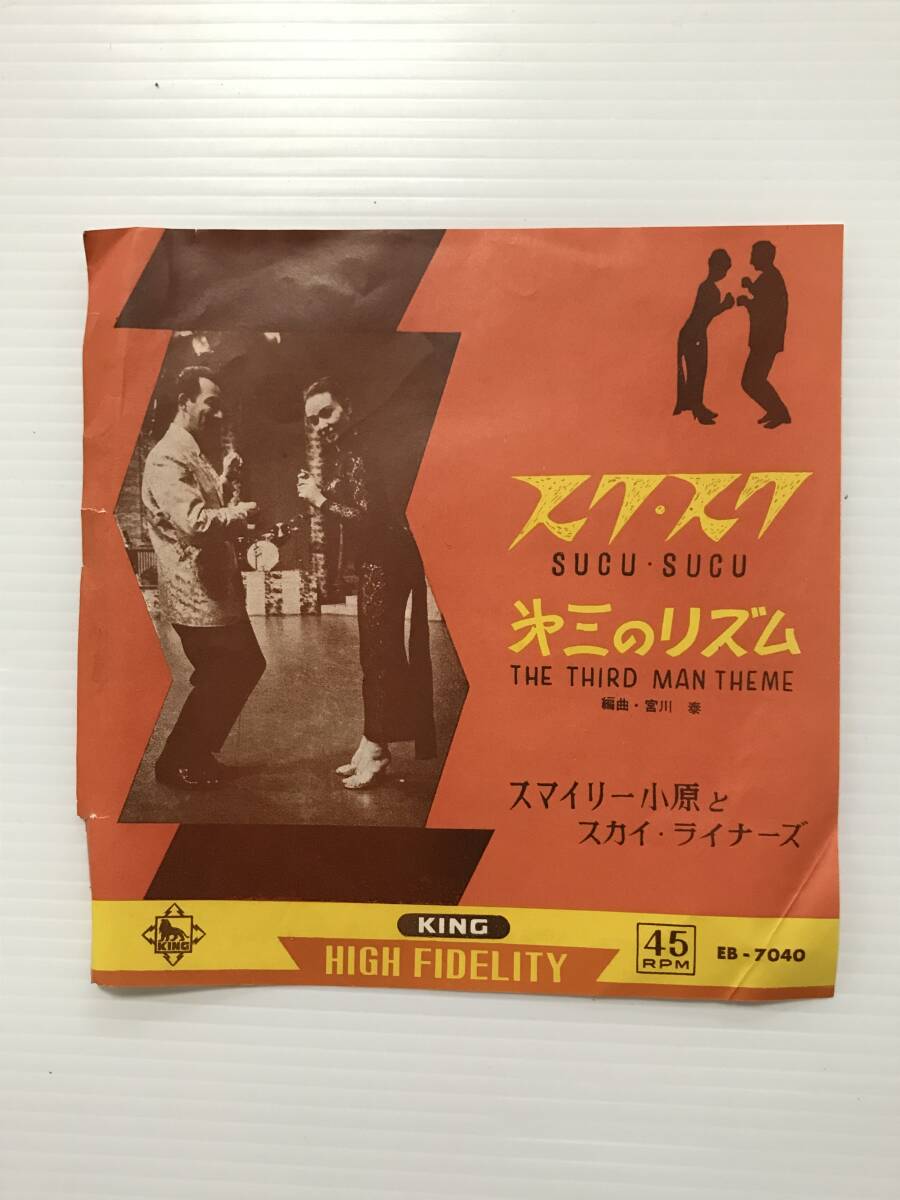 スク・スク
SUCU・SUCU
第三のリズム
THE THIRD MAN THEME
編曲・宮川 泰
スマイリー小原と
スカイ・ライナーズ
KING
KING
HIGH FIDELITY
45
RPM
EB-7040